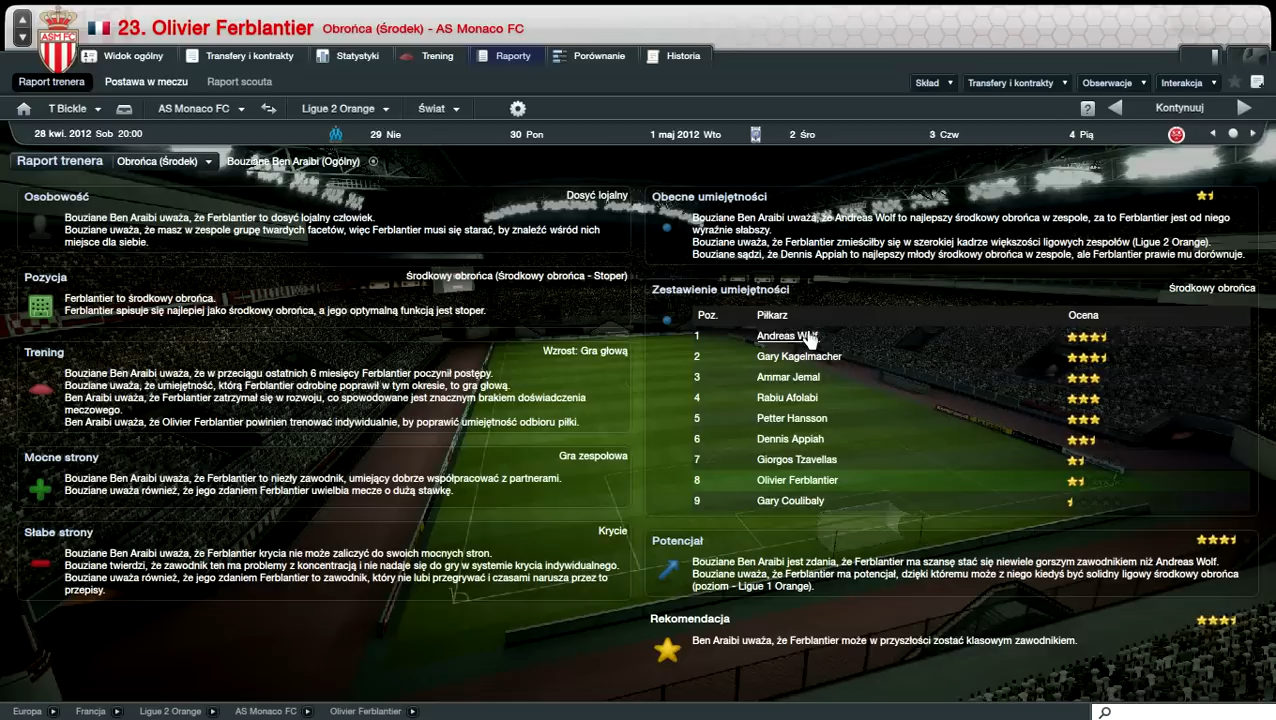 23. Olivier Ferblantier Obrońca (Środek) - AS Monaco FC
ASM FC
Widok ogólny Transfery i kontrakty Statystyki Trening Raporty Porównanie Historia
Raport trenera Postawa w meczu Raport scouta Skład Transfery i kontrakty Obserwacje Interakcja
T Bickle AS Monaco FC Ligue 2 Orange Świat ? Kontynuuj
28 kwi. 2012 Sob 20:00 29 Nie 30 Pon 1 maj 2012 Wto 2 Śro 3 Czw 4 Pią
Raport trenera Obrońca (Środek) Bouziane Ben Araibi (Ogólny)
Osobowość Dosyć lojalny
Bouziane Ben Araibi uważa, że Ferblantier to dosyć lojalny człowiek.
Bouziane uważa, że masz w zespole grupę twardych facetów, więc Ferblantier musi się starać, by znaleźć wśród nich
miejsce dla siebie.
Pozycja Środkowy obrońca (Środkowy obrońca - Stoper)
Ferblantier to środkowy obrońca.
Ferblantier spisuje się najlepiej jako środkowy obrońca, a jego optymalną funkcją jest stoper.
Trening Wzrost: Gra głową
Bouziane Ben Araibi uważa, że w przeciągu ostatnich 6 miesięcy Ferblantier poczynił postępy.
Bouziane uważa, że umiejętność, którą Ferblantier odrobinę poprawił w tym okresie, to gra głową.
Ben Araibi uważa, że Ferblantier zatrzymał się w rozwoju, co spowodowane jest znacznym brakiem doświadczenia
meczowego.
Ben Araibi uważa, że Olivier Ferblantier powinien trenować indywidualnie, by poprawić umiejętność odbioru piłki.
Mocne strony Gra zespołowa
Bouziane Ben Araibi uważa, że Ferblantier to niezły zawodnik, umiejący dobrze współpracować z partnerami.
Bouziane uważa również, że jego zdaniem Ferblantier uwielbia mecze o dużą stawkę.
Słabe strony Krycie
Bouziane Ben Araibi uważa, że Ferblantier krycia nie może zaliczyć do swoich mocnych stron.
Bouziane twierdzi, że zawodnik ten ma problemy z koncentracją i nie nadaje się do gry w systemie krycia indywidualnego.
Bouziane uważa również, że jego zdaniem Ferblantier to zawodnik, który nie lubi przegrywać i czasami narusza przez to
przepisy.
Obecne umiejętności
Bouziane Ben Araibi uważa, że Andreas Wolf to najlepszy środkowy obrońca w zespole, za to Ferblantier jest od niego
wyraźnie słabszy.
Bouziane uważa, że Ferblantier zmieściłby się w szerokiej kadrze większości ligowych zespołów (Ligue 2 Orange).
Bouziane sądzi, że Dennis Appiah to najlepszy młody środkowy obrońca w zespole, ale Ferblantier prawie mu dorównuje.
Zestawienie umiejętności Środkowy obrońca
Poz. Piłkarz Ocena
1 Andreas Wolf
2 Gary Kagelmacher
3 Ammar Jemal
4 Rabiu Afolabi
5 Petter Hansson
6 Dennis Appiah
7 Giorgos Tzavellas
8 Olivier Ferblantier
9 Gary Coulibaly
Potencjał
Bouziane Ben Araibi jest zdania, że Ferblantier ma szansę stać się niewiele gorszym zawodnikiem niż Andreas Wolf.
Bouziane uważa, że Ferblantier ma potencjał, dzięki któremu może z niego kiedyś być solidny ligowy środkowy obrońca
(poziom - Ligue 1 Orange).
Rekomendacja
Ben Araibi uważa, że Ferblantier może w przyszłości zostać klasowym zawodnikiem.
Europa Francja Ligue 2 Orange AS Monaco FC Olivier Ferblantier